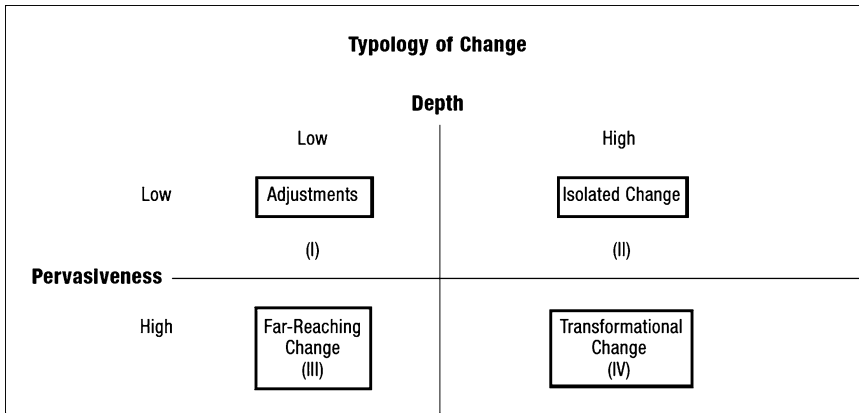 Typology of Change
Depth
Low High
Low Adjustments Isolated Change
(I) (II)
Pervasiveness
High Far-Reaching Transformational
Change Change
(III) (IV)